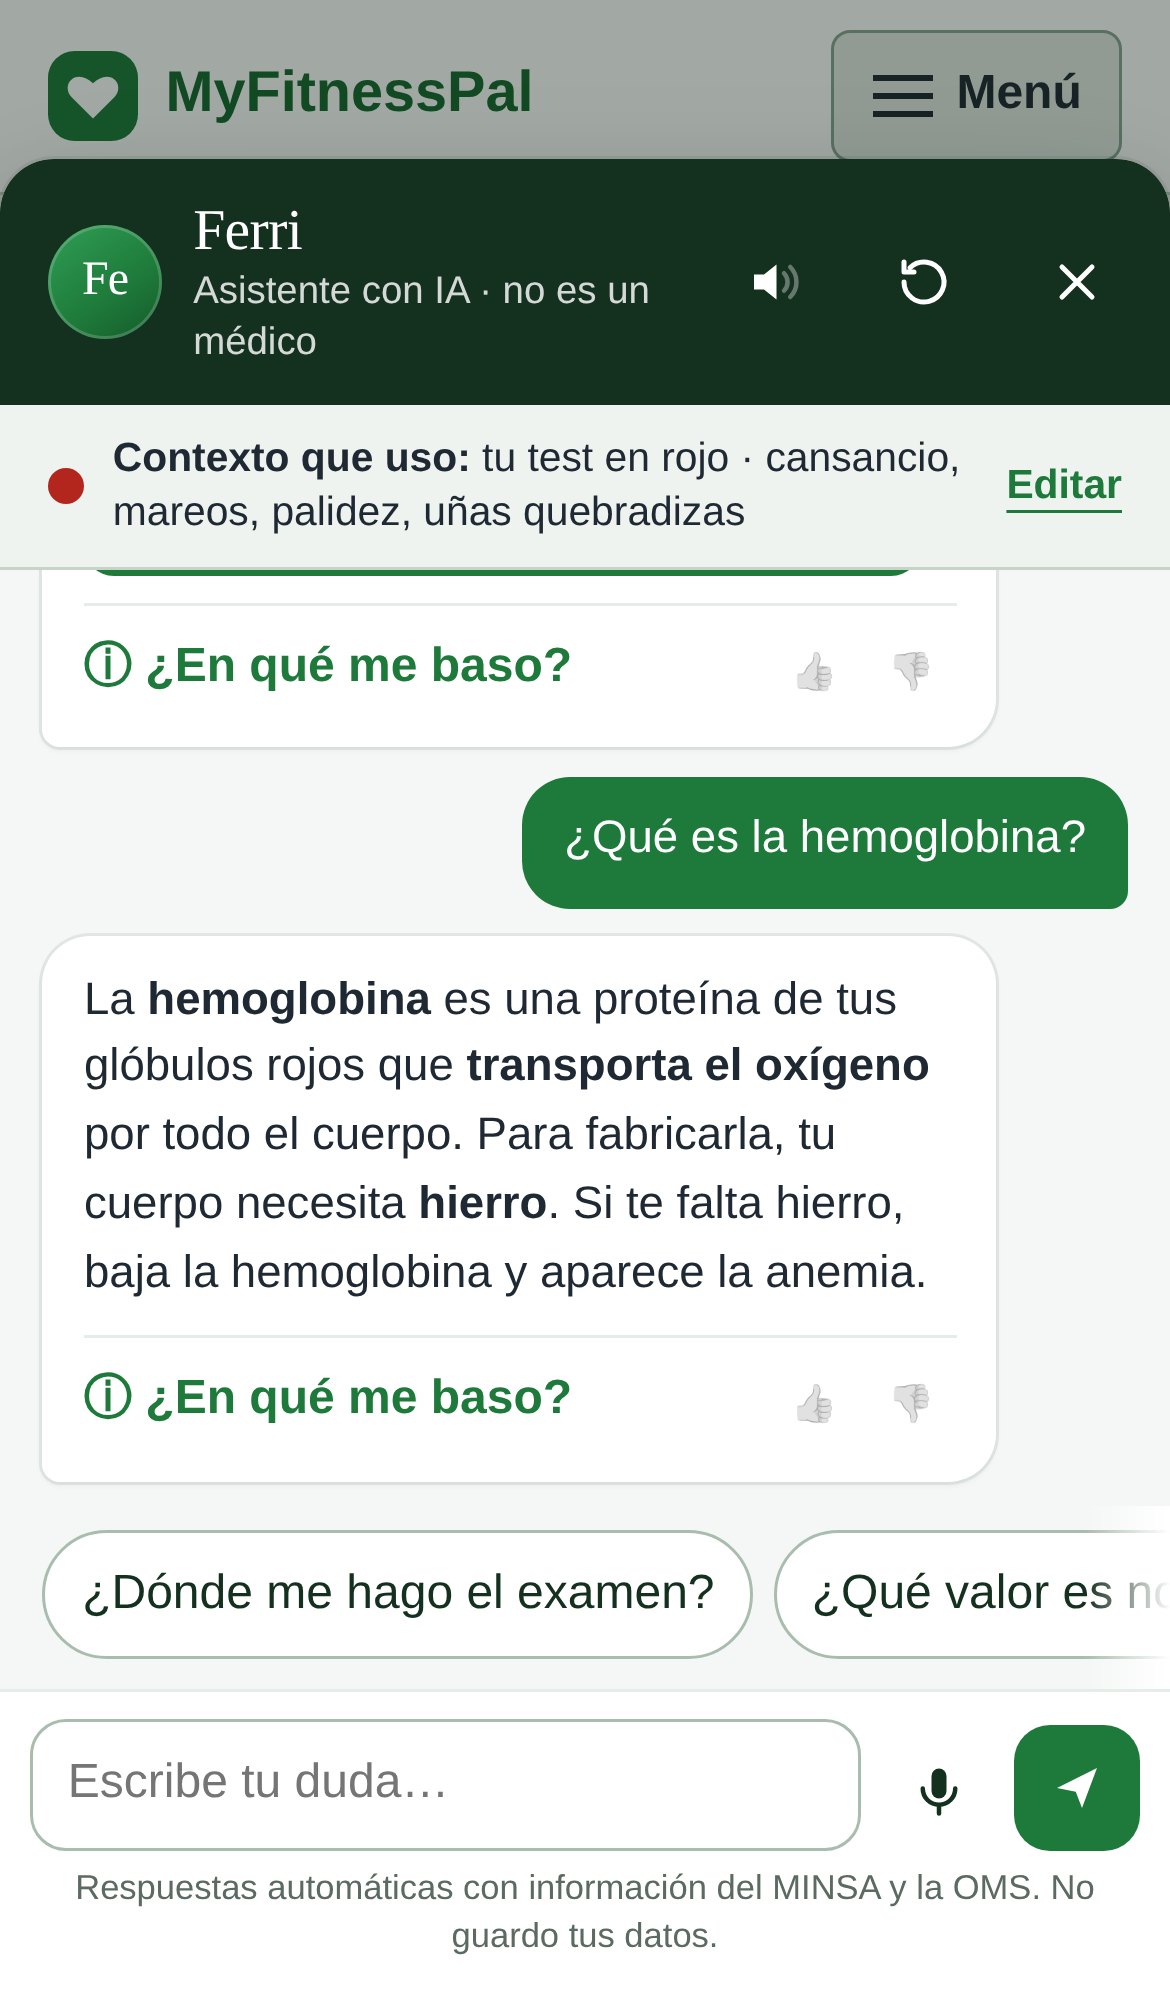 MyFitnessPal
Menú
Fe
Ferri
Asistente con IA · no es un
médico
Contexto que uso: tu test en rojo · cansancio,
mareos, palidez, uñas quebradizas
Editar
¿En qué me baso?
¿Qué es la hemoglobina?
La hemoglobina es una proteína de tus
glóbulos rojos que transporta el oxígeno
por todo el cuerpo. Para fabricarla, tu
cuerpo necesita hierro. Si te falta hierro,
baja la hemoglobina y aparece la anemia.
¿En qué me baso?
¿Dónde me hago el examen?
¿Qué valor es
Escribe tu duda…
Respuestas automáticas con información del MINSA y la OMS. No
guardo tus datos.